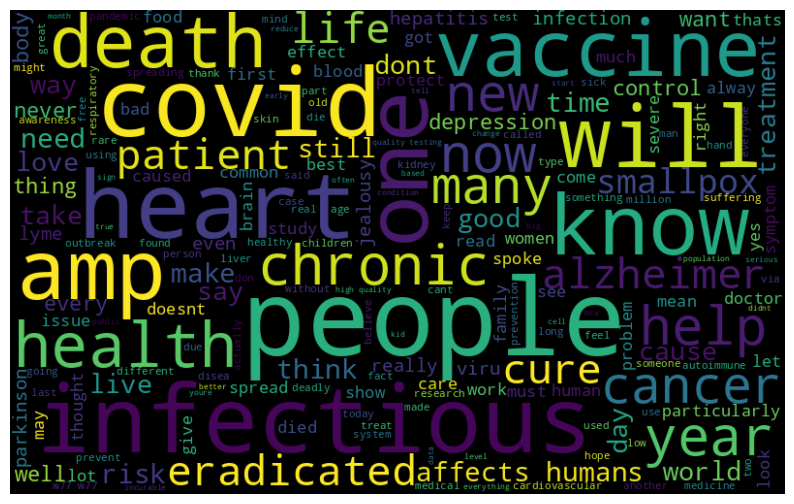 month pandemic food mind hepatitis test infection want thats
body great death life got
might covid effect dont vaccine
spreading thank first blood protect much control alway
way respiratory awareness free bad skin part old die tell new time severe right man hand everyone treatment
never using rare patient still one depression now quality testing change called start sick will
need love caused common said best often jealousy kidney based type many come smallpox
thing sign brain real age case condition keep good something million suffering symptom
take lyme true study read women know yes
outbreak found healthy children heart
even liver person don without amp chronic spoke population serious via
say make doesnt high quality cant family prevention see alzheimer
every people long mean doctor
issue due public actually believe kid cell feel hcv problem help didnt big
health think really viru cure cause
going different disea fact care someone autoimmune let
parkinson last live youre better spread deadly show research work must human cancer
may thought infectious today made used day use particularly
prevent give died treat system hope low two year
well lot risk data level world look
w77 w77 incurable eradicated affects humans another medicine
medical everything cardiovascular
reduce early